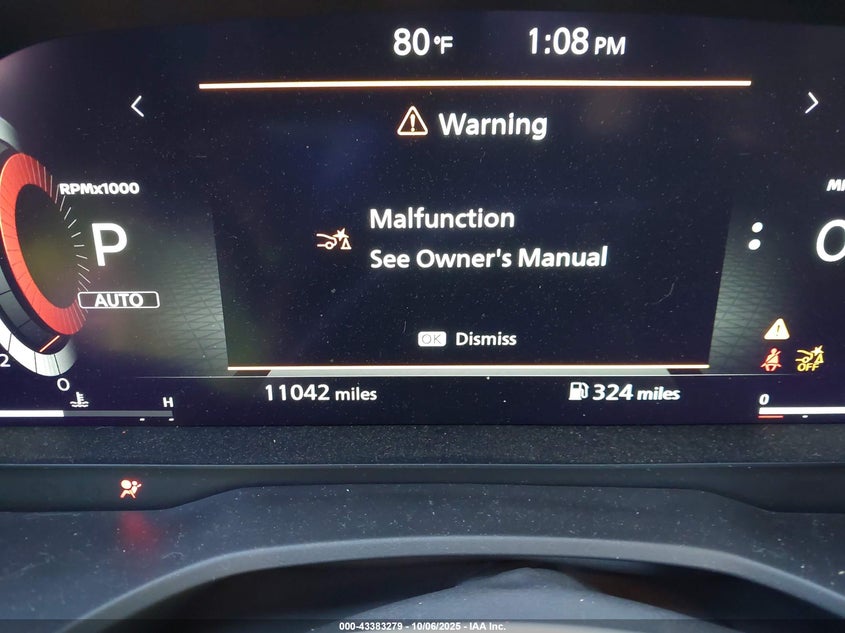 80°F 1:08 PM
Warning
RPMx1000
P
AUTO
Malfunction
See Owner's Manual
OK Dismiss
OFF
2
0
H
11042 miles
324 miles
0
000-43383279 - 10/06/2025 - IAA Inc.